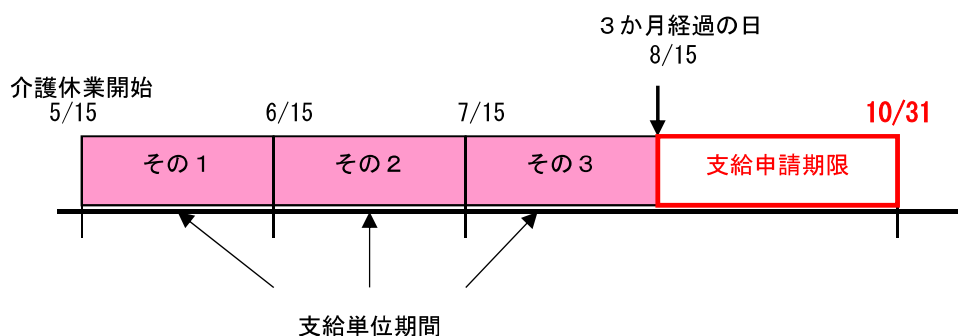 3か月経過の日
8/15
介護休業開始
5/15
6/15
7/15
10/31
その1
その2
その3
支給申請期限
支給単位期間